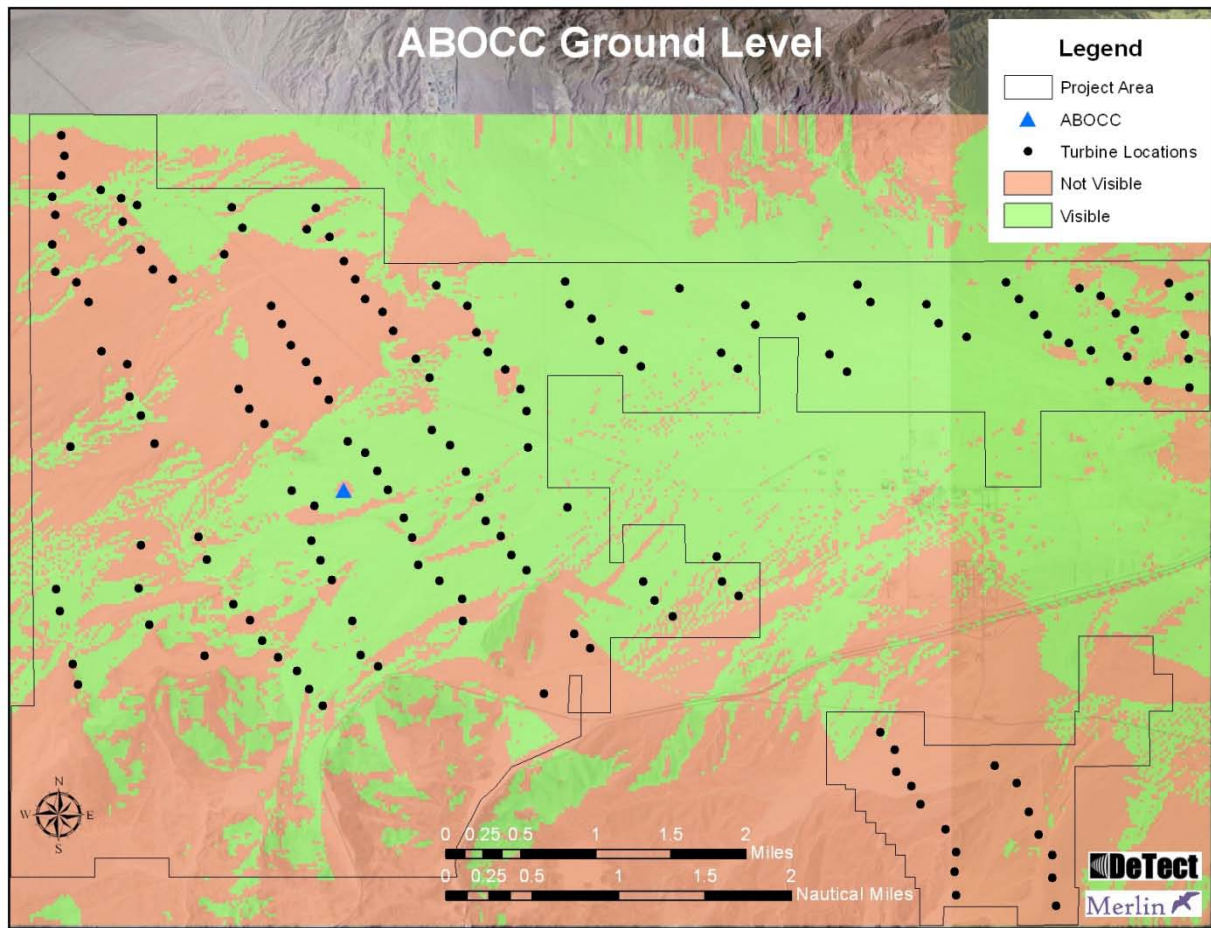 ABOCC Ground Level
Legend
Project Area
ABOCC
Turbine Locations
Not Visible
Visible
N
W E
S
0 0.25 0.5 1 1.5 2
Miles
0 0.25 0.5 1 1.5 2
Nautical Miles
DeTect
Merlin